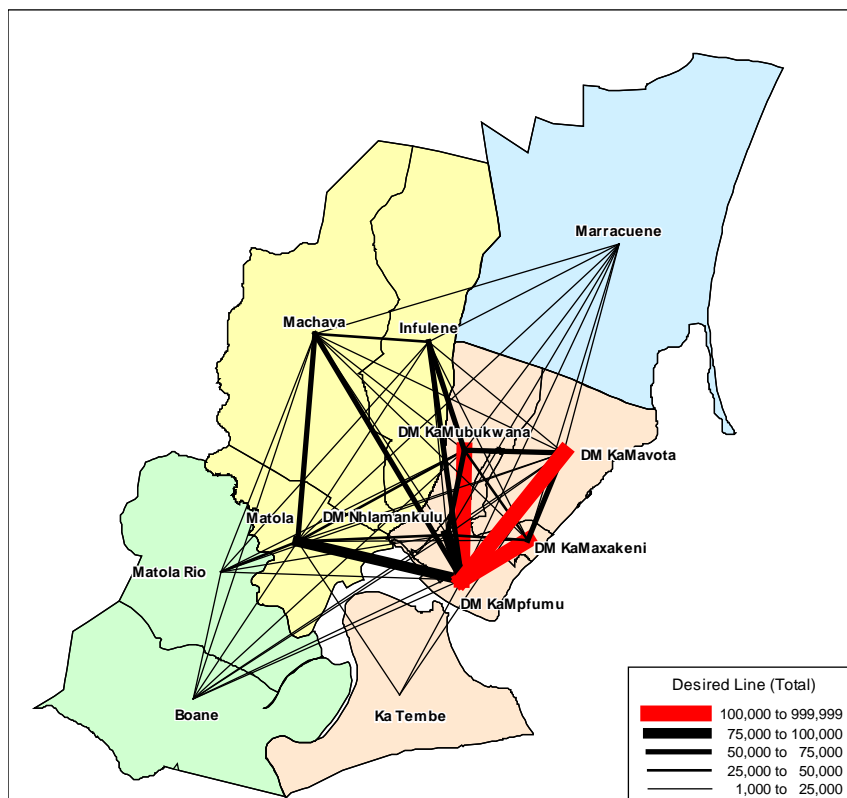 Marracuene
Machava
Infulene
DM KaMubukwana
DM KaMavota
Matola
DM Nhlamankulu
DM KaMaxakeni
Matola Rio
DM KaMpfumu
Boane
Ka Tembe
Desired Line (Total)
100,000 to 999,999
75,000 to 100,000
50,000 to 75,000
25,000 to 50,000
1,000 to 25,000